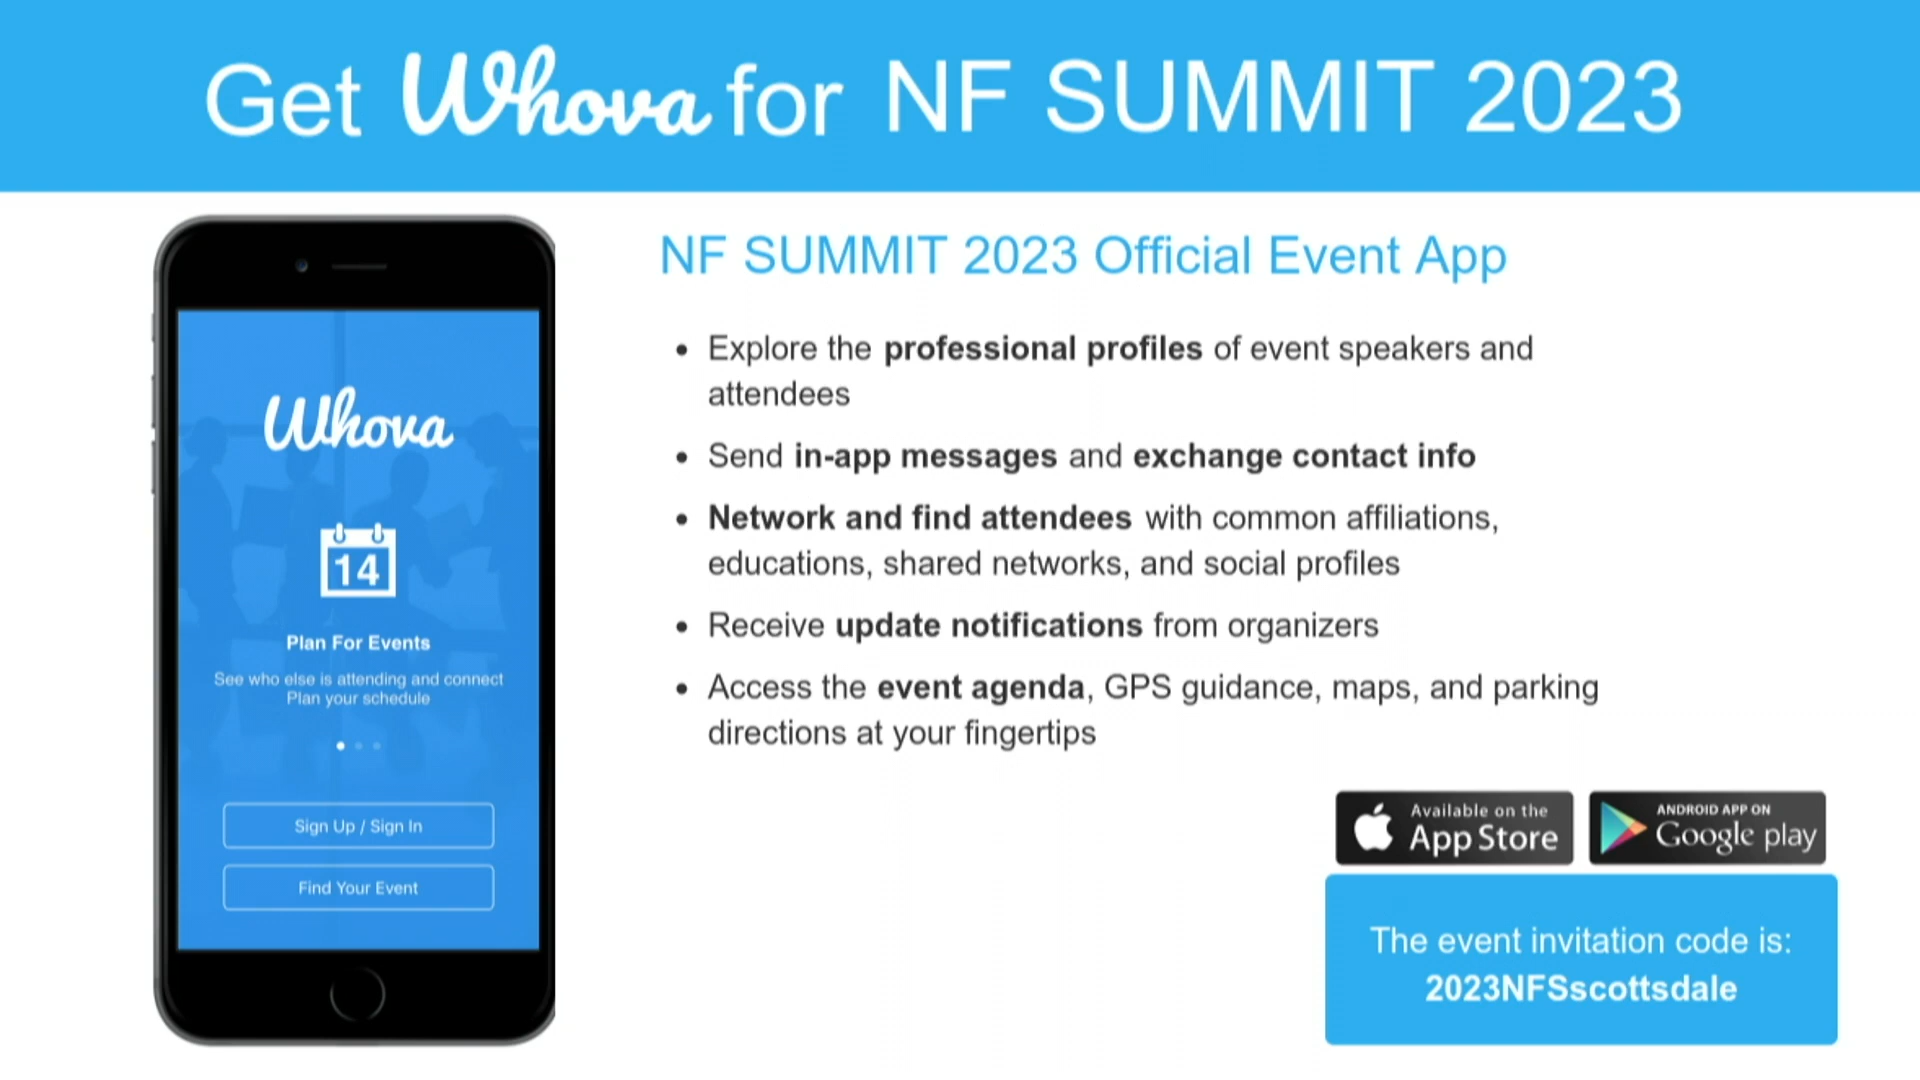 Get Whova for NF SUMMIT 2023
NF SUMMIT 2023 Official Event App
• Explore the professional profiles of event speakers and
attendees
• Send in-app messages and exchange contact info
• Network and find attendees with common affiliations,
educations, shared networks, and social profiles
• Receive update notifications from organizers
• Access the event agenda, GPS guidance, maps, and parking
directions at your fingertips
Whova
14
Plan For Events
See who else is attending and connect
Plan your schedule
Sign Up / Sign In
Find Your Event
Available on the
App Store
ANDROID APP ON
Google play
The event invitation code is:
2023NFSscottsdale